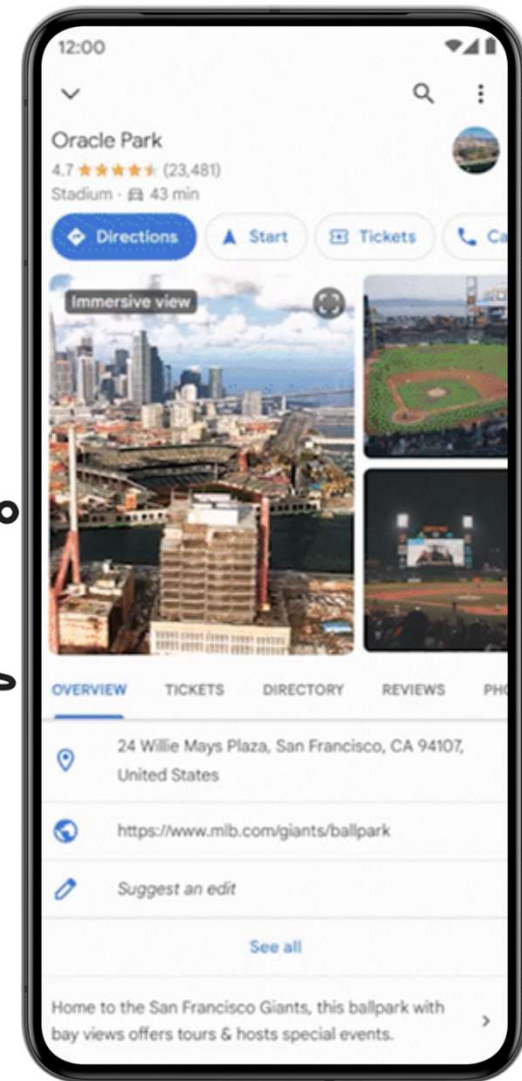 12:00
Oracle Park
4.7 (23,481)
Stadium · 43 min
Directions Start Tickets Ca
Immersive view
OVERVIEW TICKETS DIRECTORY REVIEWS PHO
24 Willie Mays Plaza, San Francisco, CA 94107,
United States
https://www.mlb.com/giants/ballpark
Suggest an edit
See all
Home to the San Francisco Giants, this ballpark with
bay views offers tours & hosts special events.